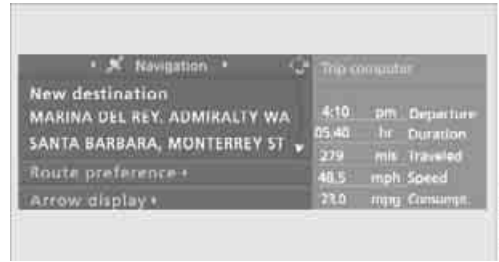 Navigation
New destination
MARINA DEL REY, ADMIRALTY WA
SANTA BARBARA, MONTERREY ST
Route preference
Arrow display
Trip computer
4:10 pm Departure
05.40 hr Duration
279 mls Traveled
48.5 mph Speed
23.0 mpg Consumpt.